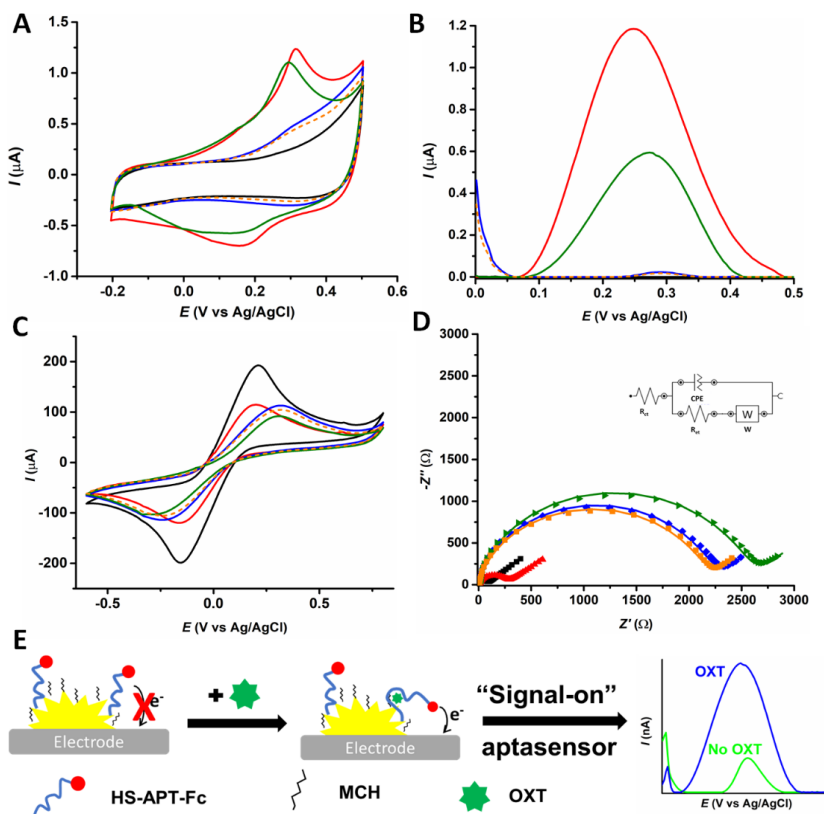 A
I (µA)
1.5
1.0
0.5
0.0
-0.5
-1.0
-0.2 0.0 0.2 0.4 0.6
E (V vs Ag/AgCl)
B
I (µA)
1.2
1.0
0.8
0.6
0.4
0.2
0.0
0.0 0.1 0.2 0.3 0.4 0.5
E (V vs Ag/AgCl)
C
I (µA)
200
100
0
-100
-200
-0.5 0.0 0.5
E (V vs Ag/AgCl)
D
-Z'' (Ω)
3000
2500
2000
1500
1000
500
0
0 500 1000 1500 2000 2500 3000
Z' (Ω)
CPE
Rct
W
W
E
X e-
Electrode
+
e-
Electrode
"Signal-on"
aptasensor
OXT
No OXT
I (nA)
E (V vs Ag/AgCl)
HS-APT-Fc
MCH
OXT